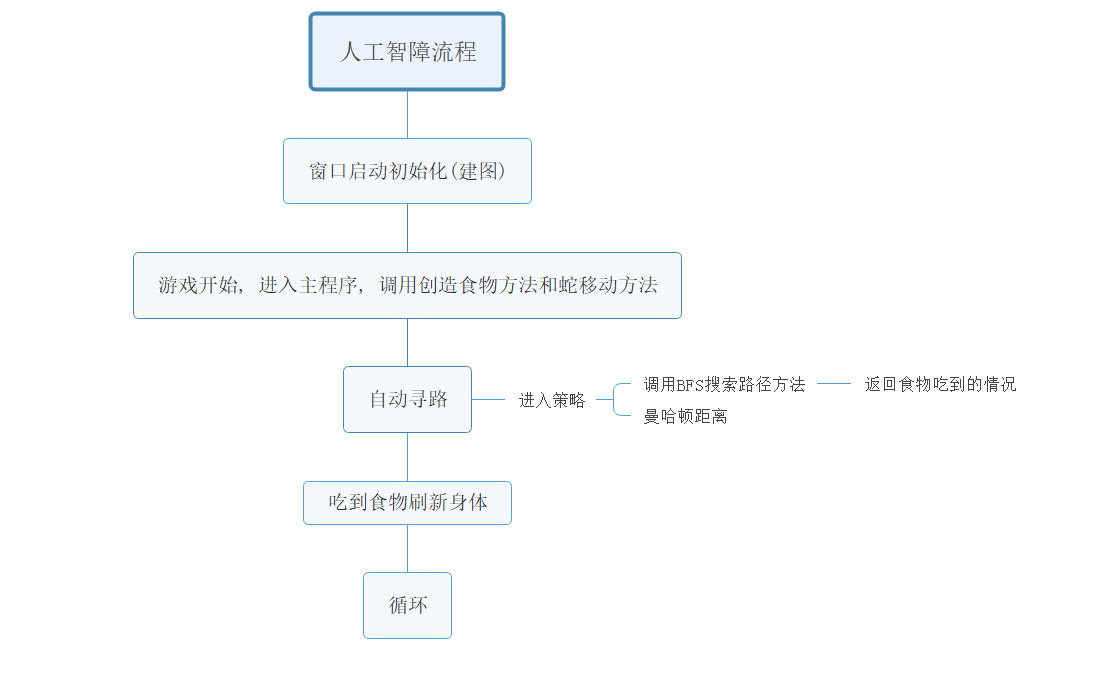 人工智障流程
窗口启动初始化(建图)
游戏开始, 进入主程序, 调用创造食物方法和蛇移动方法
自动寻路
进入策略
调用BFS搜索路径方法
返回食物吃到的情况
曼哈顿距离
吃到食物刷新身体
循环